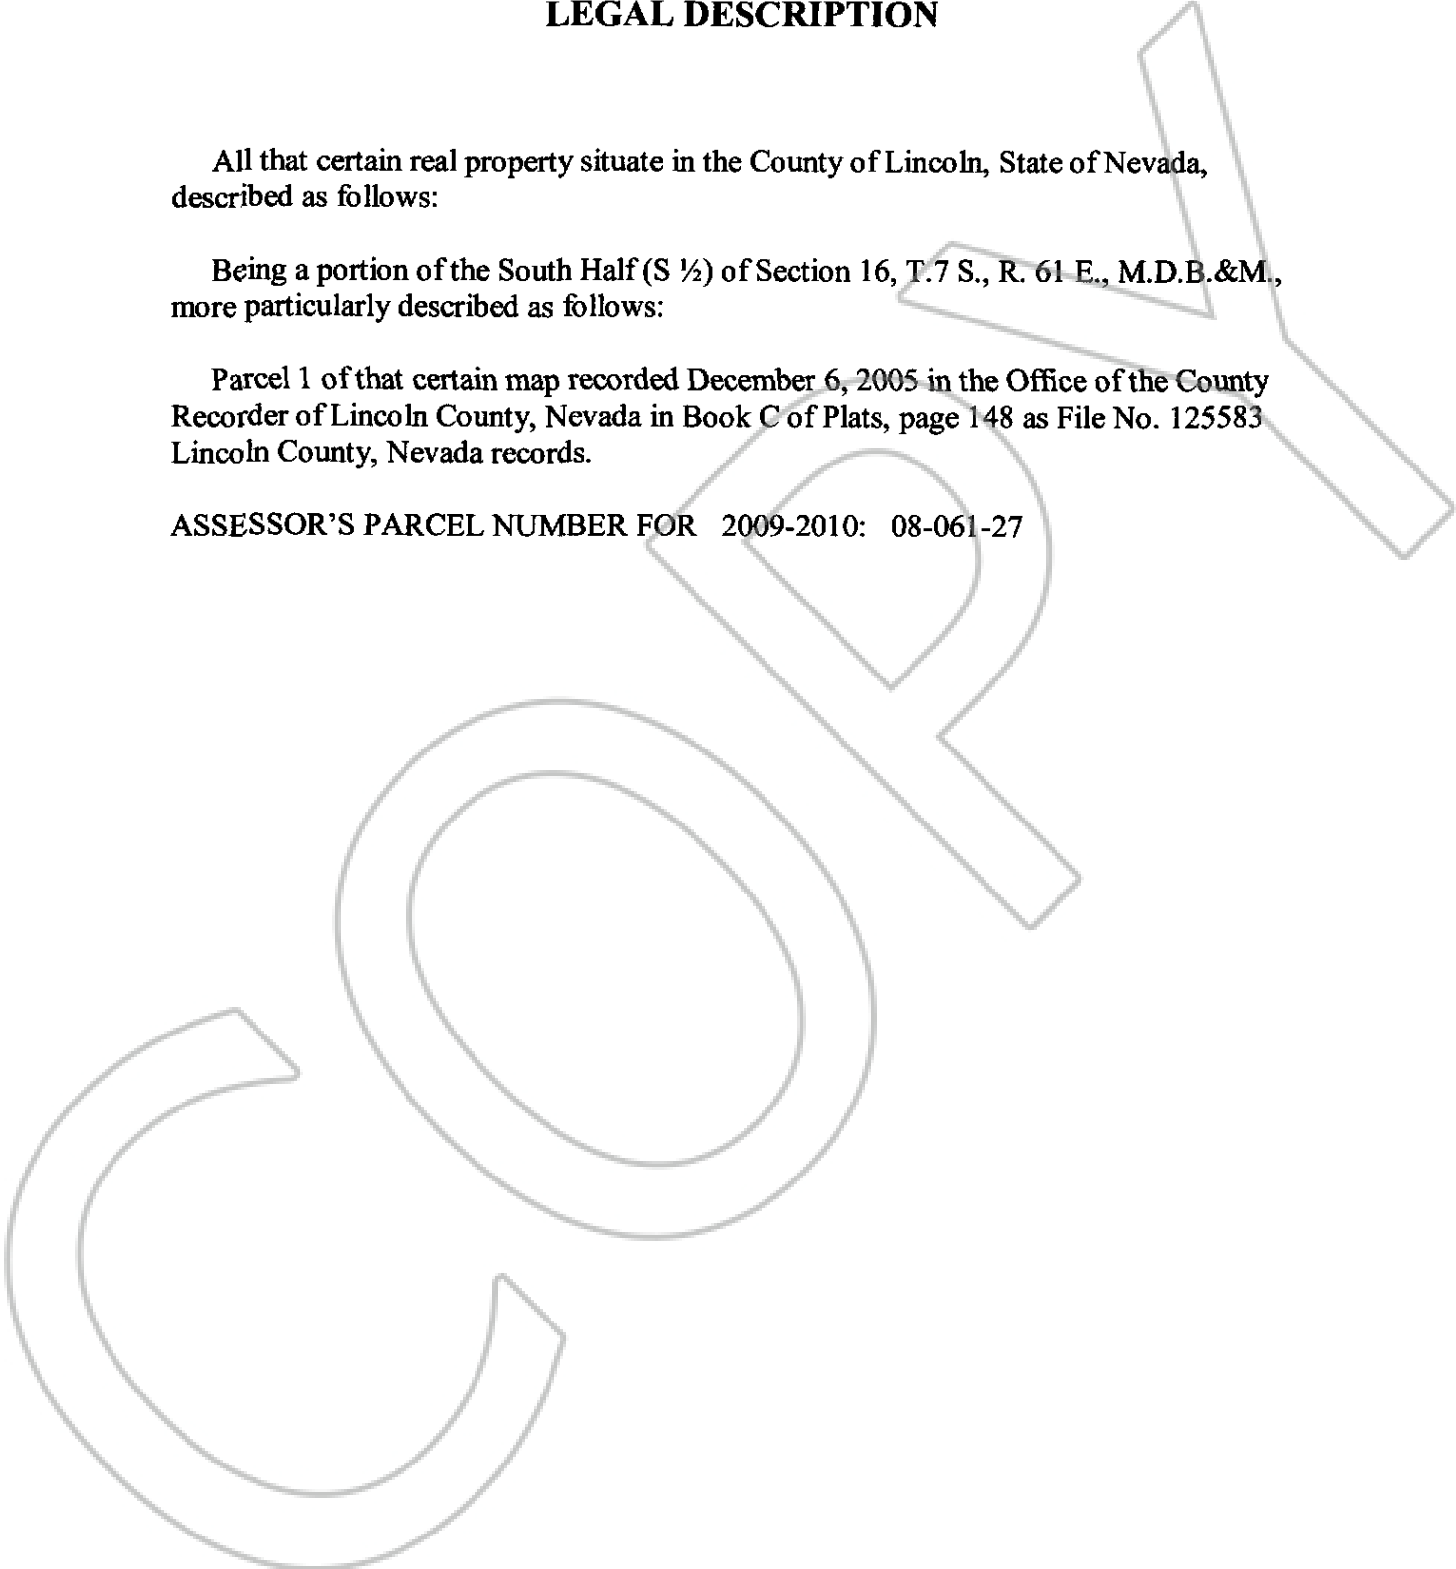 LEGAL DESCRIPTION
All that certain real property situate in the County of Lincoln, State of Nevada,
described as follows:
Being a portion of the South Half (S ½) of Section 16, T.7 S., R. 61 E., M.D.B.&M.,
more particularly described as follows:
Parcel 1 of that certain map recorded December 6, 2005 in the Office of the County
Recorder of Lincoln County, Nevada in Book C of Plats, page 148 as File No. 125583
Lincoln County, Nevada records.
ASSESSOR'S PARCEL NUMBER FOR 2009-2010: 08-061-27
COPY